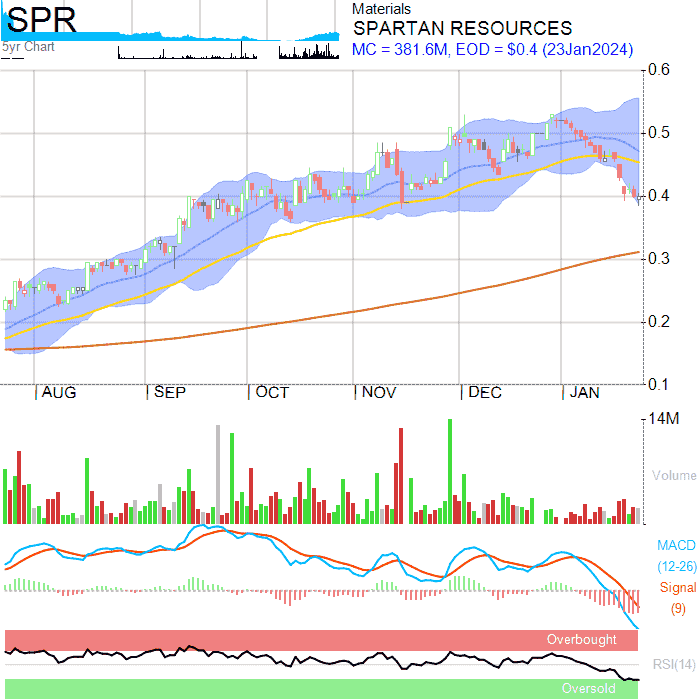 SPR
5yr Chart
Materials
SPARTAN RESOURCES
MC = 381.6M, EOD = $0.4 (23Jan2024)
0.6
0.5
0.4
0.3
0.2
0.1
AUG SEP OCT NOV DEC JAN
14M
Volume
MACD
(12-26)
Signal
(9)
Overbought
RSI(14)
Oversold